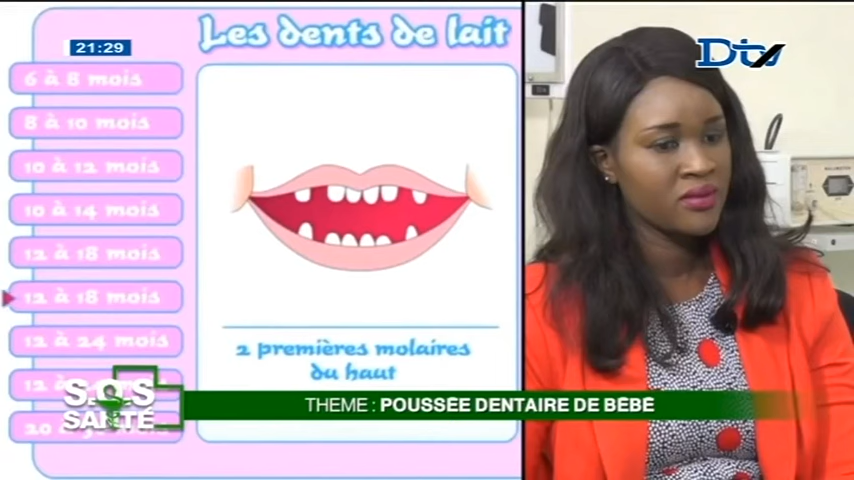 Les dents de lait
21:29
Dtv
6 à 8 mois
8 à 10 mois
10 à 12 mois
10 à 14 mois
12 à 18 mois
12 à 18 mois
12 à 24 mois
2 premières molaires
du haut
S.O.S
SANTÉ
THEME : POUSSÉE DENTAIRE DE BÉBÉ